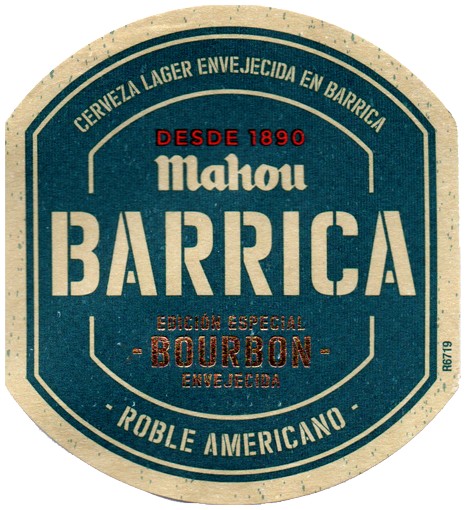 CERVEZA LAGER ENVEJECIDA EN BARRICA
DESDE 1890
Mahou
BARRICA
EDICIÓN ESPECIAL
- BOURBON -
ENVEJECIDA
- ROBLE AMERICANO -
R6719